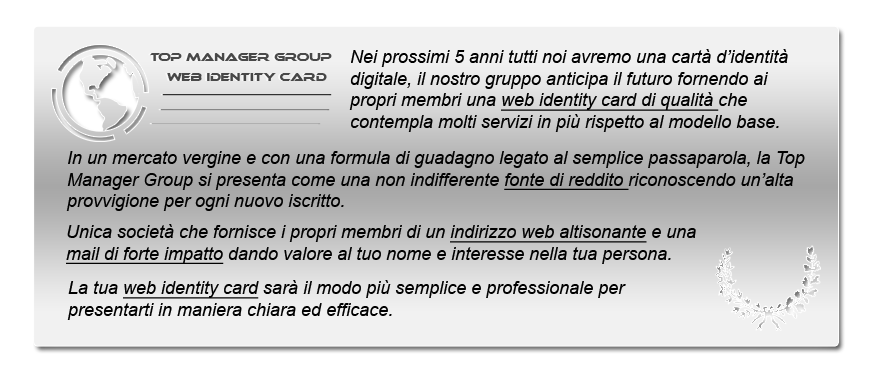 TOP MANAGER GROUP
WEB IDENTITY CARD
Nei prossimi 5 anni tutti noi avremo una cartà d'identità
digitale, il nostro gruppo anticipa il futuro fornendo ai
propri membri una web identity card di qualità che
contempla molti servizi in più rispetto al modello base.
In un mercato vergine e con una formula di guadagno legato al semplice passaparola, la Top
Manager Group si presenta come una non indifferente fonte di reddito riconoscendo un'alta
provvigione per ogni nuovo iscritto.
Unica società che fornisce i propri membri di un indirizzo web altisonante e una
mail di forte impatto dando valore al tuo nome e interesse nella tua persona.
La tua web identity card sarà il modo più semplice e professionale per
presentarti in maniera chiara ed efficace.